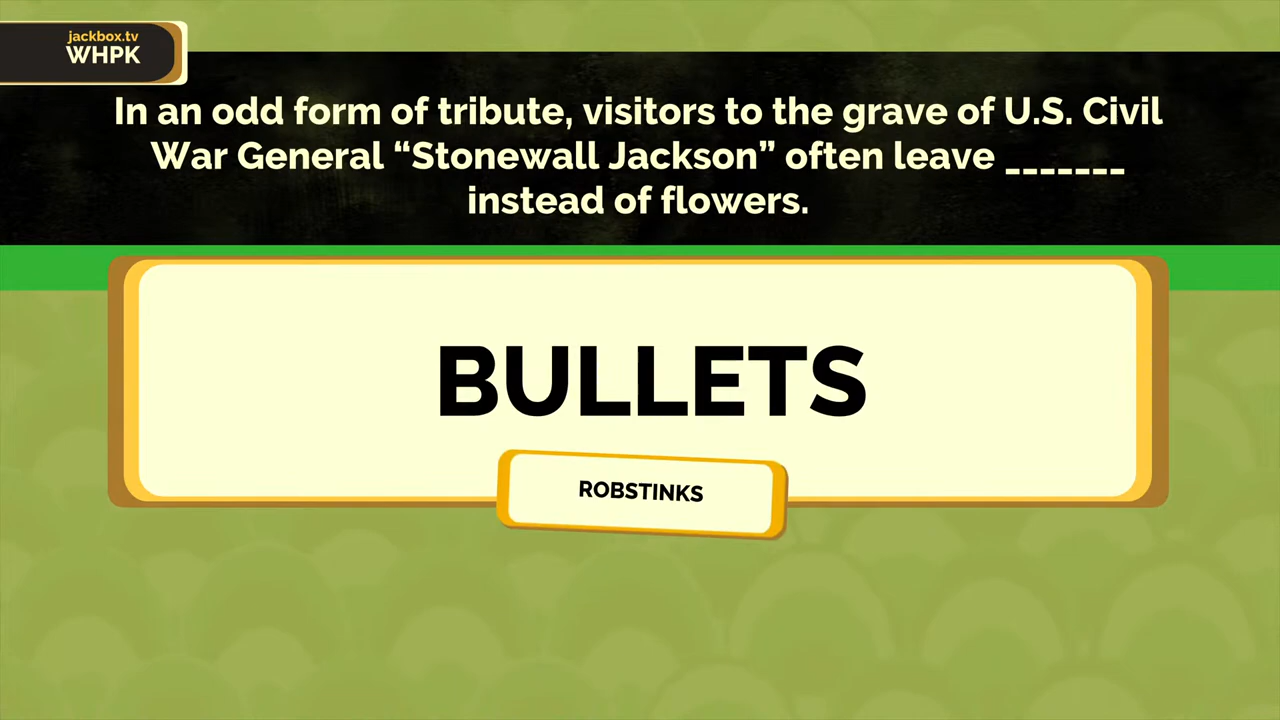 jackbox.tv
WHPK
In an odd form of tribute, visitors to the grave of U.S. Civil
War General “Stonewall Jackson” often leave _______
instead of flowers.
BULLETS
ROBSTINKS